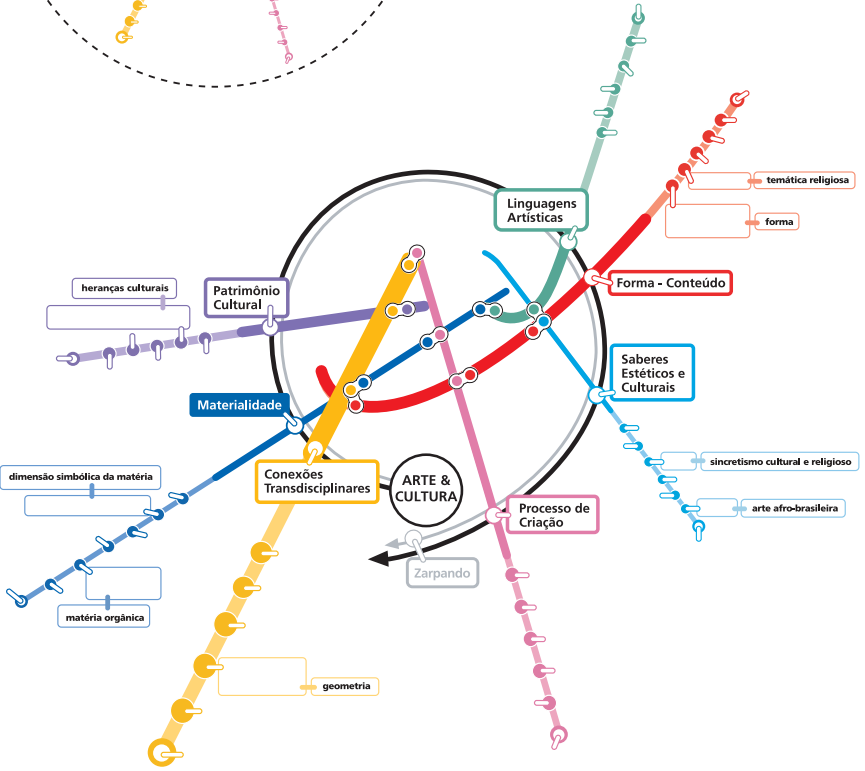 Linguagens
Artísticas
temática religiosa
forma
Forma - Conteúdo
heranças culturais
Patrimônio
Cultural
Saberes
Estéticos e
Culturais
Materialidade
sincretismo cultural e religioso
arte afro-brasileira
dimensão simbólica da matéria
Conexões
Transdisciplinares
ARTE &
CULTURA
Processo de
Criação
Zarpando
matéria orgânica
geometria